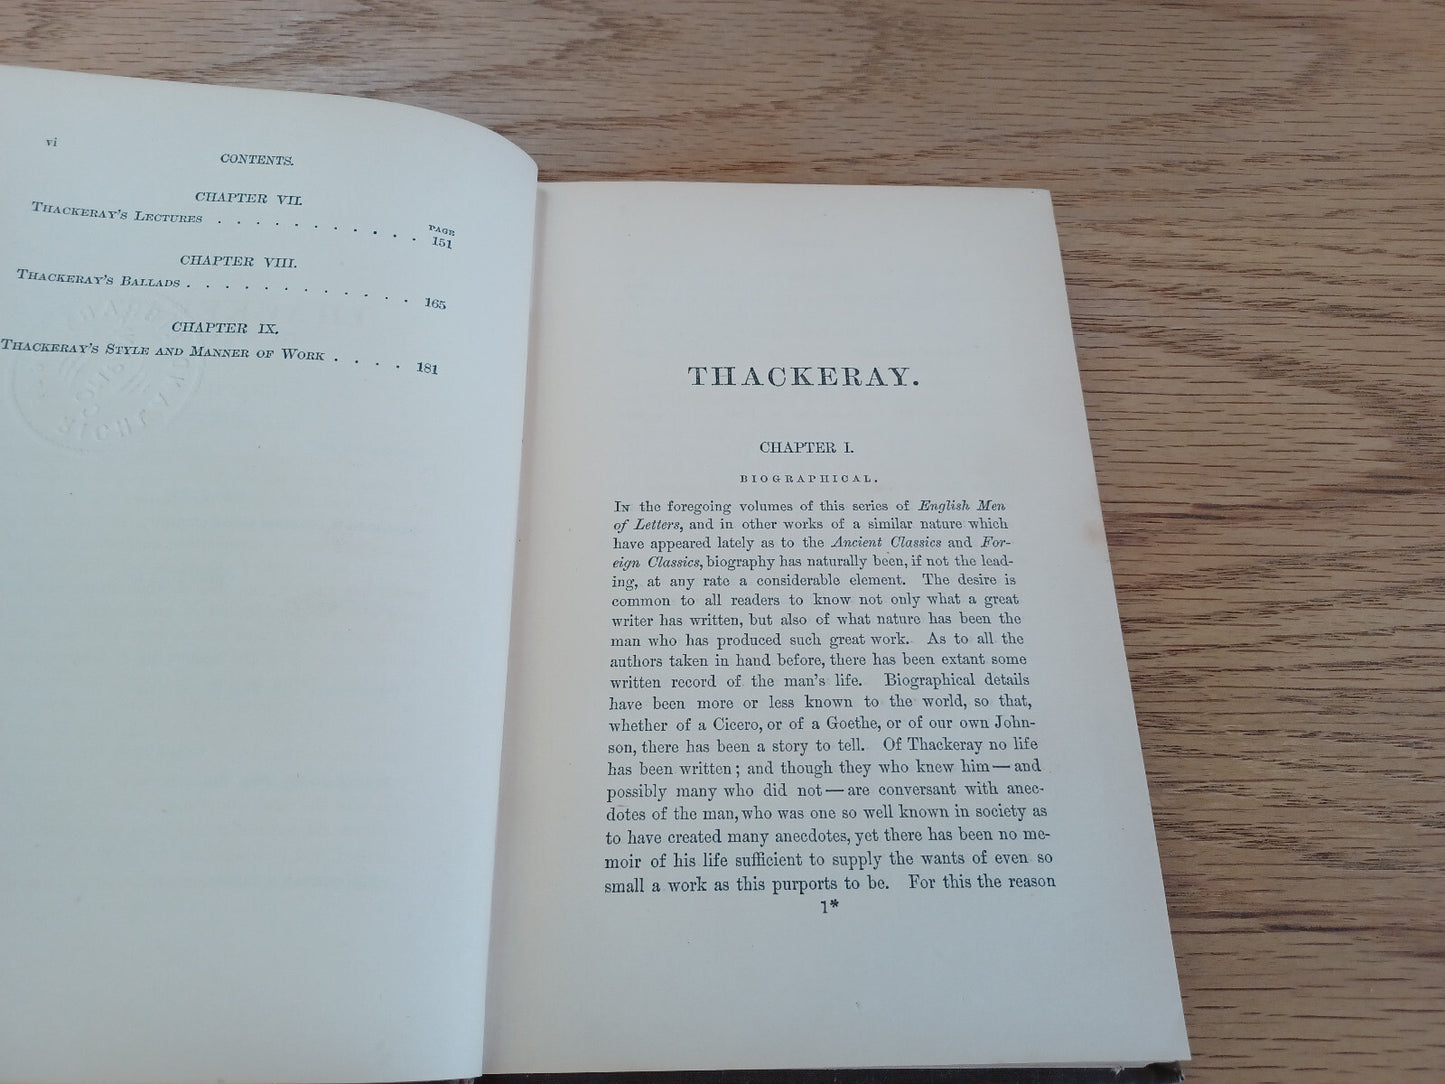 vi
CONTENTS.
CHAPTER VII.
PAGE
THACKERAY'S LECTURES . . . . . . . . . . . 151
CHAPTER VIII.
THACKERAY'S BALLADS . . . . . . . . . . . . 165
CHAPTER IX.
THACKERAY'S STYLE AND MANNER OF WORK . . . . 181
THACKERAY.
CHAPTER I.
BIOGRAPHICAL.
IN the foregoing volumes of this series of English Men
of Letters, and in other works of a similar nature which
have appeared lately as to the Ancient Classics and For-
eign Classics, biography has naturally been, if not the lead-
ing, at any rate a considerable element. The desire is
common to all readers to know not only what a great
writer has written, but also of what nature has been the
man who has produced such great work. As to all the
authors taken in hand before, there has been extant some
written record of the man's life. Biographical details
have been more or less known to the world, so that,
whether of a Cicero, or of a Goethe, or of our own John-
son, there has been a story to tell. Of Thackeray no life
has been written; and though they who knew him—and
possibly many who did not—are conversant with anec-
dotes of the man, who was one so well known in society as
to have created many anecdotes, yet there has been no me-
moir of his life sufficient to supply the wants of even so
small a work as this purports to be. For this the reason
1*